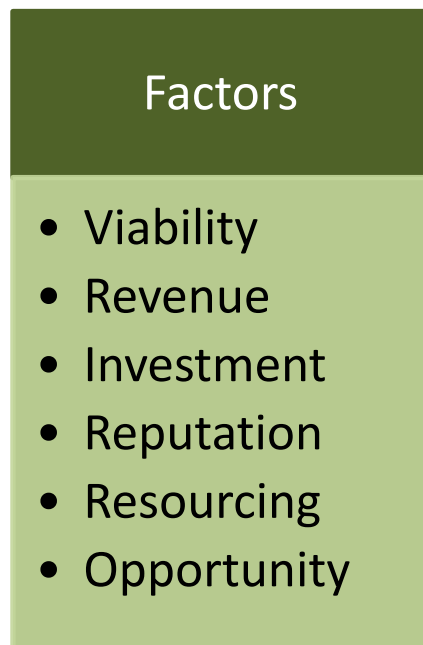 Factors
• Viability
• Revenue
• Investment
• Reputation
• Resourcing
• Opportunity